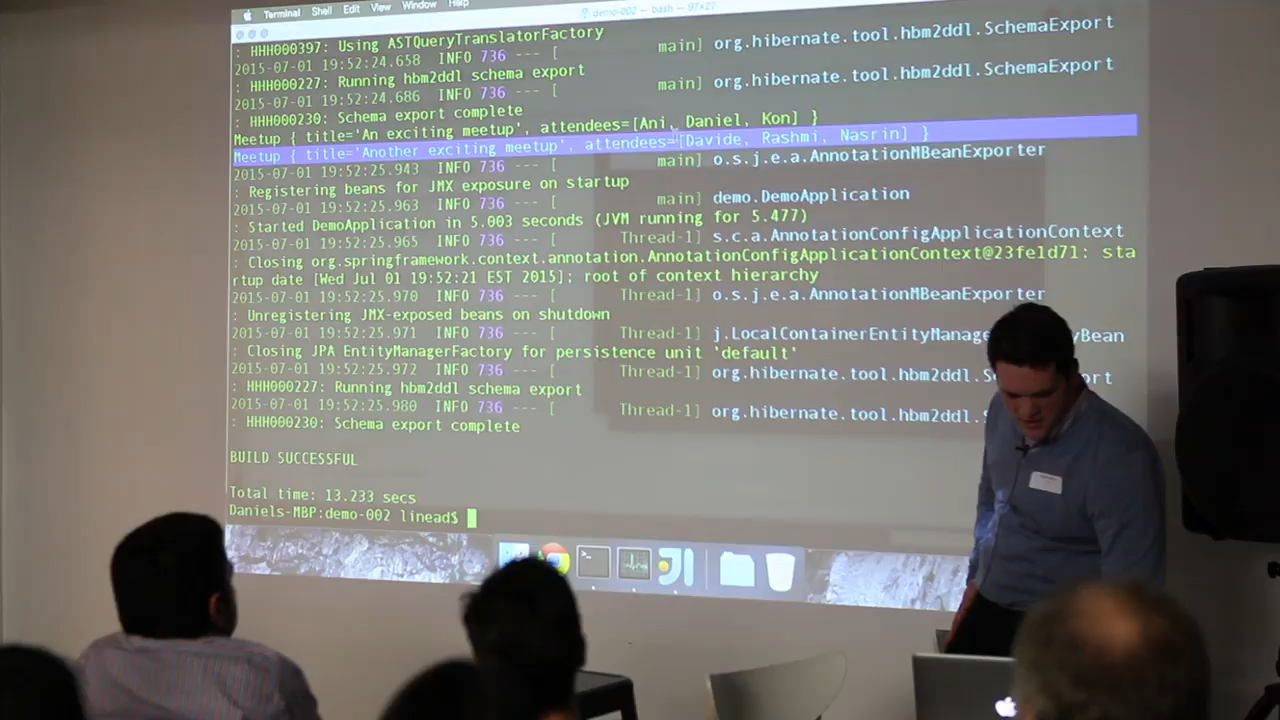 Terminal Shell Edit View Window Help
demo-002 — bash — 97×27
: HHH000397: Using ASTQueryTranslatorFactory
2015-07-01 19:52:24.658 INFO 736 --- [ main] org.hibernate.tool.hbm2ddl.SchemaExport
: HHH000227: Running hbm2ddl schema export
2015-07-01 19:52:24.686 INFO 736 --- [ main] org.hibernate.tool.hbm2ddl.SchemaExport
: HHH000230: Schema export complete
Meetup { title='An exciting meetup', attendees=[Ani, Daniel, Kon] }
Meetup { title='Another exciting meetup', attendees=[Davide, Rashmi, Nasrin] }
2015-07-01 19:52:25.943 INFO 736 --- [ main] o.s.j.e.a.AnnotationMBeanExporter
: Registering beans for JMX exposure on startup
2015-07-01 19:52:25.963 INFO 736 --- [ main] demo.DemoApplication
: Started DemoApplication in 5.003 seconds (JVM running for 5.477)
2015-07-01 19:52:25.965 INFO 736 --- [ Thread-1] s.c.a.AnnotationConfigApplicationContext
: Closing org.springframework.context.annotation.AnnotationConfigApplicationContext@23fe1d71: sta
rtup date [Wed Jul 01 19:52:21 EST 2015]; root of context hierarchy
2015-07-01 19:52:25.970 INFO 736 --- [ Thread-1] o.s.j.e.a.AnnotationMBeanExporter
: Unregistering JMX-exposed beans on shutdown
2015-07-01 19:52:25.971 INFO 736 --- [ Thread-1] j.LocalContainerEntityManage yBean
: Closing JPA EntityManagerFactory for persistence unit 'default'
2015-07-01 19:52:25.972 INFO 736 --- [ Thread-1] org.hibernate.tool.hbm2ddl.S ort
: HHH000227: Running hbm2ddl schema export
2015-07-01 19:52:25.980 INFO 736 --- [ Thread-1] org.hibernate.tool.hbm2ddl.
: HHH000230: Schema export complete
BUILD SUCCESSFUL
Total time: 13.233 secs
Daniels-MBP:demo-002 linead$